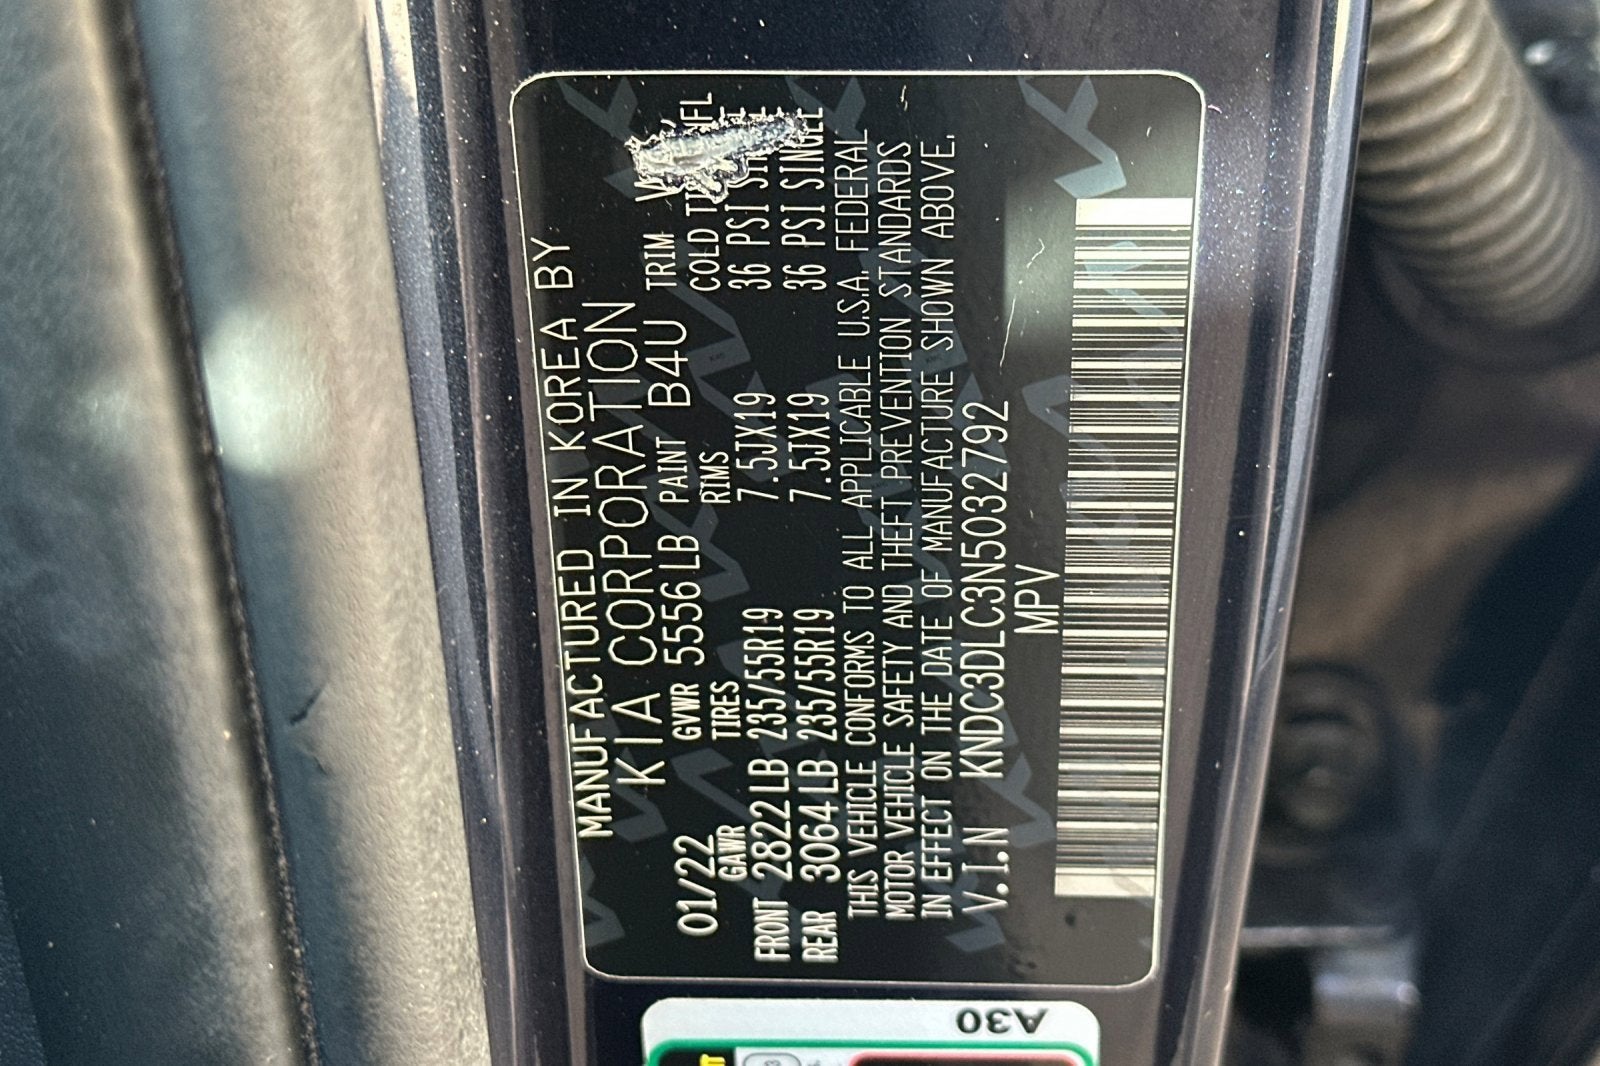 MANUFACTURED IN KOREA BY
KIA CORPORATION
01/22 GVWR 5556 LB PAINT B4U TRIM
GAWR TIRES RIMS COLD
FRONT 2822 LB 235/55R19 7.5JX19 36 PSI
REAR 3064 LB 235/55R19 7.5JX19 36 PSI SINGLE
THIS VEHICLE CONFORMS TO ALL APPLICABLE U.S.A. FEDERAL
MOTOR VEHICLE SAFETY AND THEFT PREVENTION STANDARDS
IN EFFECT ON THE DATE OF MANUFACTURE SHOWN ABOVE.
V.I.N KNDC3DLC3N5032792
MPV
A30